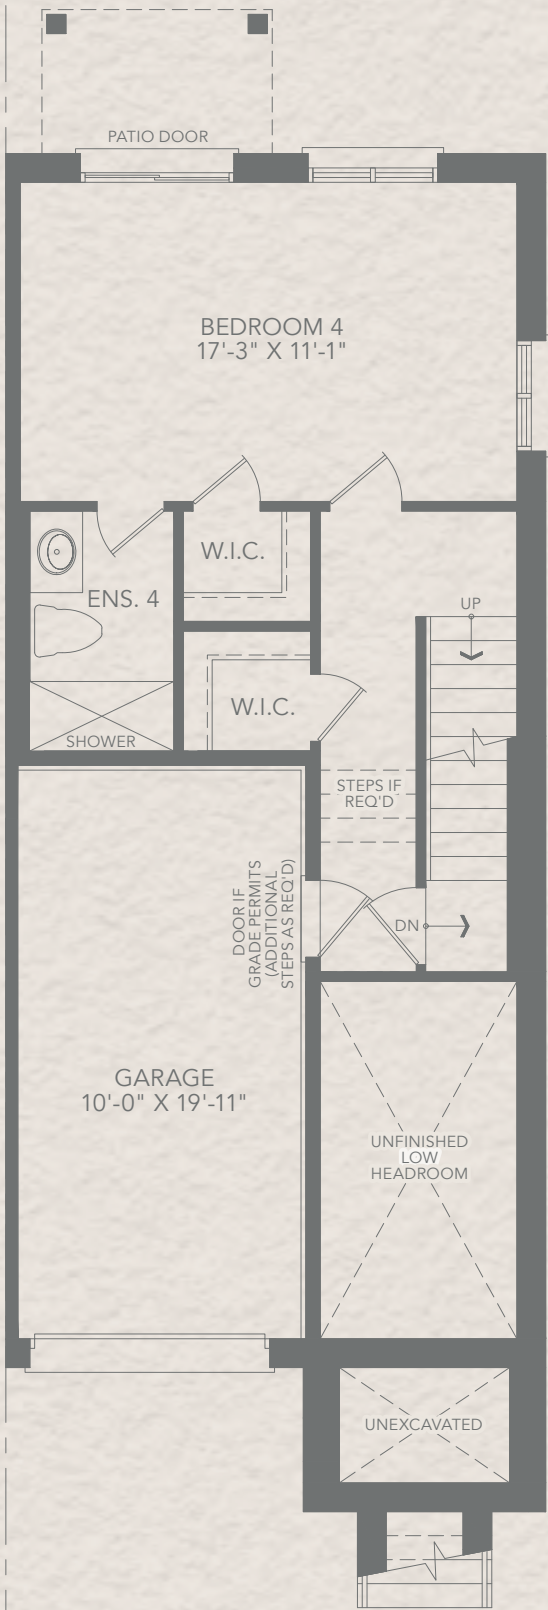 PATIO DOOR
BEDROOM 4
17'-3" X 11'-1"
W.I.C.
ENS. 4
UP
W.I.C.
SHOWER
STEPS IF
REQ'D
DOOR IF
GRADE PERMITS
(ADDITIONAL
STEPS AS REQ'D)
DN
GARAGE
10'-0" X 19'-11"
UNFINISHED
LOW
HEADROOM
UNEXCAVATED